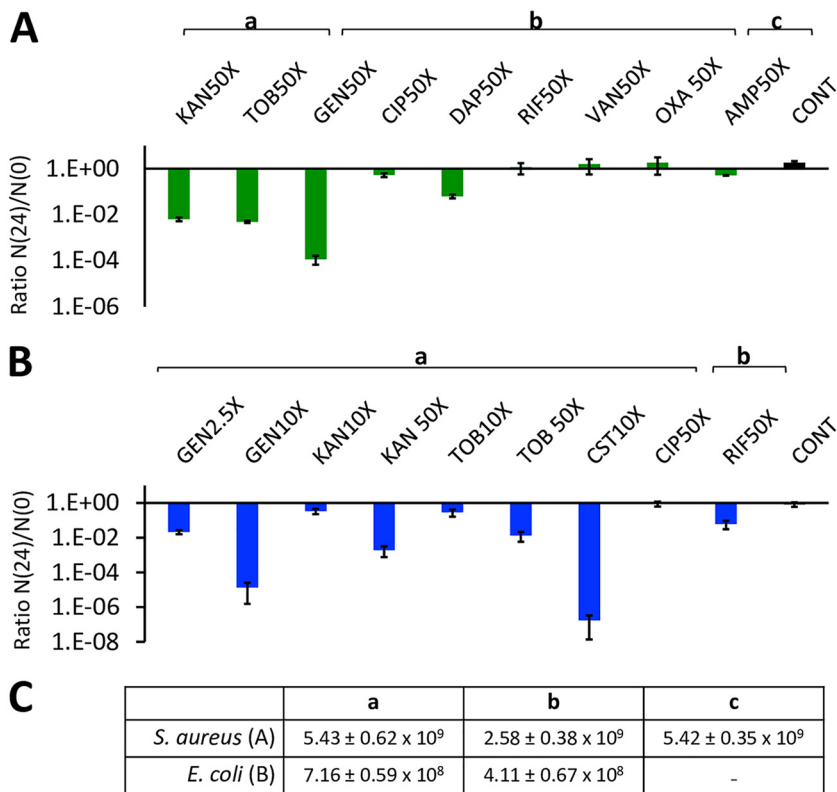 A
a b c
KAN50X TOB50X GEN50X CIP50X DAP50X RIF50X VAN50X OXA 50X AMP50X CONT
Ratio N(24)/N(0)
1.E+00
1.E-02
1.E-04
1.E-06
B
a b
GEN2.5X GEN10X KAN10X KAN 50X TOB10X TOB 50X CST10X CIP50X RIF50X CONT
Ratio N(24)/N(0)
1.E+00
1.E-02
1.E-04
1.E-06
1.E-08
C
a b c
S. aureus (A) 5.43 ± 0.62 x 10⁹ 2.58 ± 0.38 x 10⁹ 5.42 ± 0.35 x 10⁹
E. coli (B) 7.16 ± 0.59 x 10⁸ 4.11 ± 0.67 x 10⁸ -